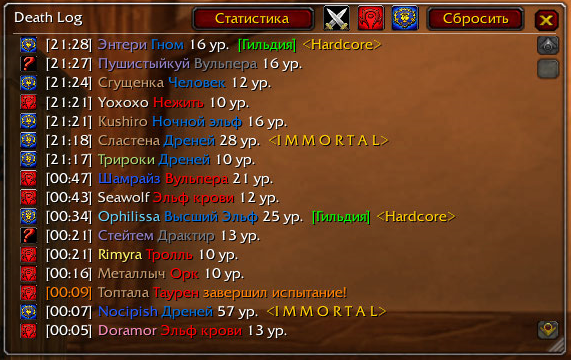 Death Log Статистика Сбросить
[21:28] Энтери Гном 16 ур. [Гильдия] <Hardcore>
[21:27] Пушистыйкуй Вульпера 16 ур.
[21:24] Сгущенка Человек 12 ур.
[21:21] Yoxoxo Нежить 10 ур.
[21:21] Kushiro Ночной эльф 16 ур.
[21:18] Сластена Дреней 28 ур. <I M M O R T A L>
[21:17] Трироки Дреней 10 ур.
[00:47] Шамрайз Вульпера 21 ур.
[00:43] Seawolf Эльф крови 12 ур.
[00:34] Ophilissa Высший Эльф 25 ур. [Гильдия] <Hardcore>
[00:21] Стейтем Драктир 13 ур.
[00:21] Rimyra Тролль 10 ур.
[00:16] Металлыч Орк 10 ур.
[00:09] Топтала Таурен завершил испытание!
[00:07] Nocipish Дреней 57 ур. <I M M O R T A L>
[00:05] Doramor Эльф крови 13 ур.